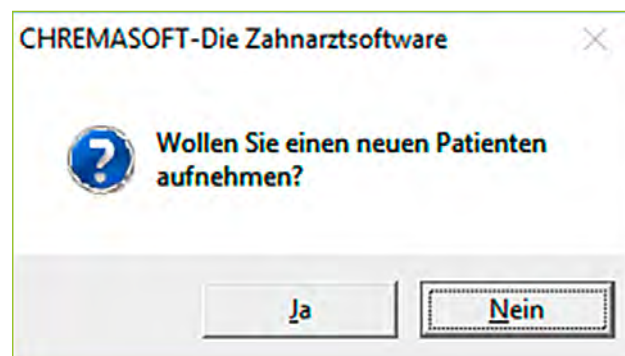 CHREMASOFT-Die Zahnarztsoftware
Wollen Sie einen neuen Patienten
aufnehmen?
Ja
Nein